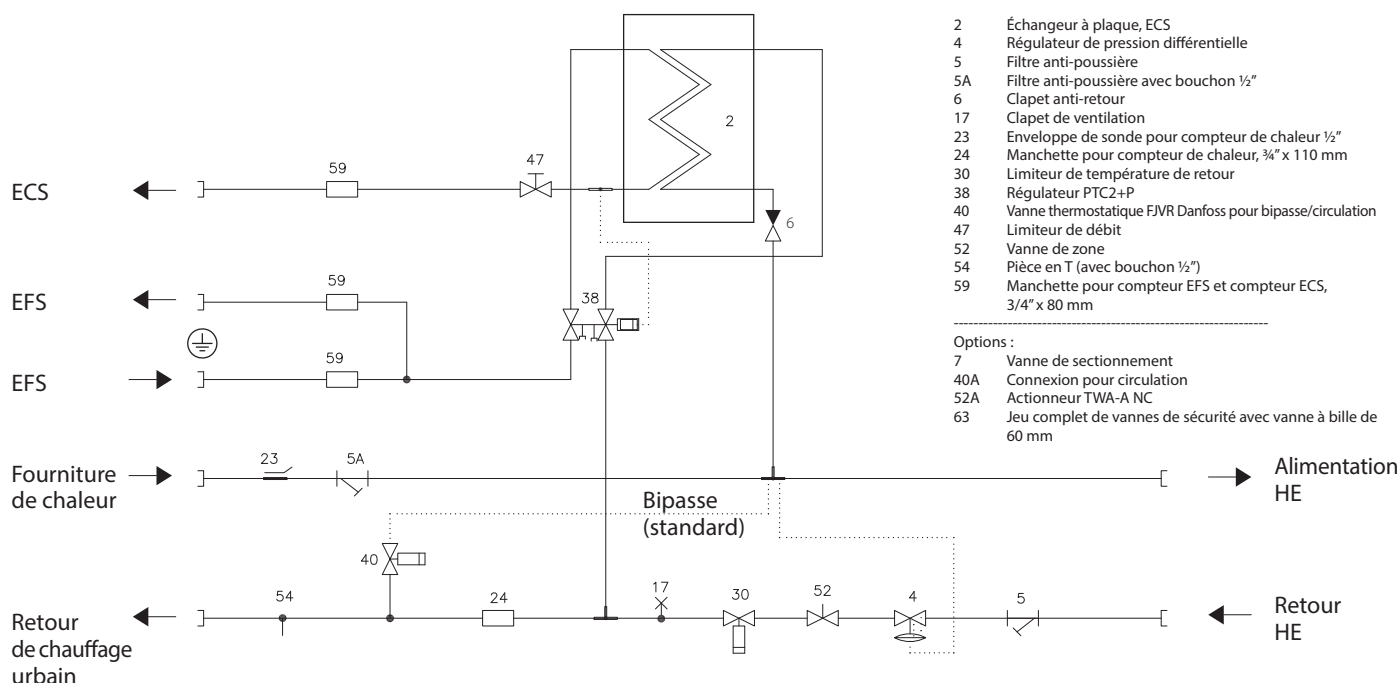 2 Échangeur à plaque, ECS
4 Régulateur de pression différentielle
5 Filtre anti-poussière
5A Filtre anti-poussière avec bouchon ½”
6 Clapet anti-retour
17 Clapet de ventilation
23 Enveloppe de sonde pour compteur de chaleur ½”
24 Manchette pour compteur de chaleur, ¾” x 110 mm
30 Limiteur de température de retour
38 Régulateur PTC2+P
40 Vanne thermostatique FJVR Danfoss pour bipasse/circulation
47 Limiteur de débit
52 Vanne de zone
54 Pièce en T (avec bouchon ½”)
59 Manchette pour compteur EFS et compteur ECS,
3/4” x 80 mm
Options :
7 Vanne de sectionnement
40A Connexion pour circulation
52A Actionneur TWA-A NC
63 Jeu complet de vannes de sécurité avec vanne à bille de
60 mm
2
59
47
ECS
6
59
38
EFS
59
EFS
23
5A
Fourniture
de chaleur
Alimentation
HE
Bipasse
(standard)
40
54
24
17
30
52
4
5
Retour
de chauffage
urbain
Retour
HE